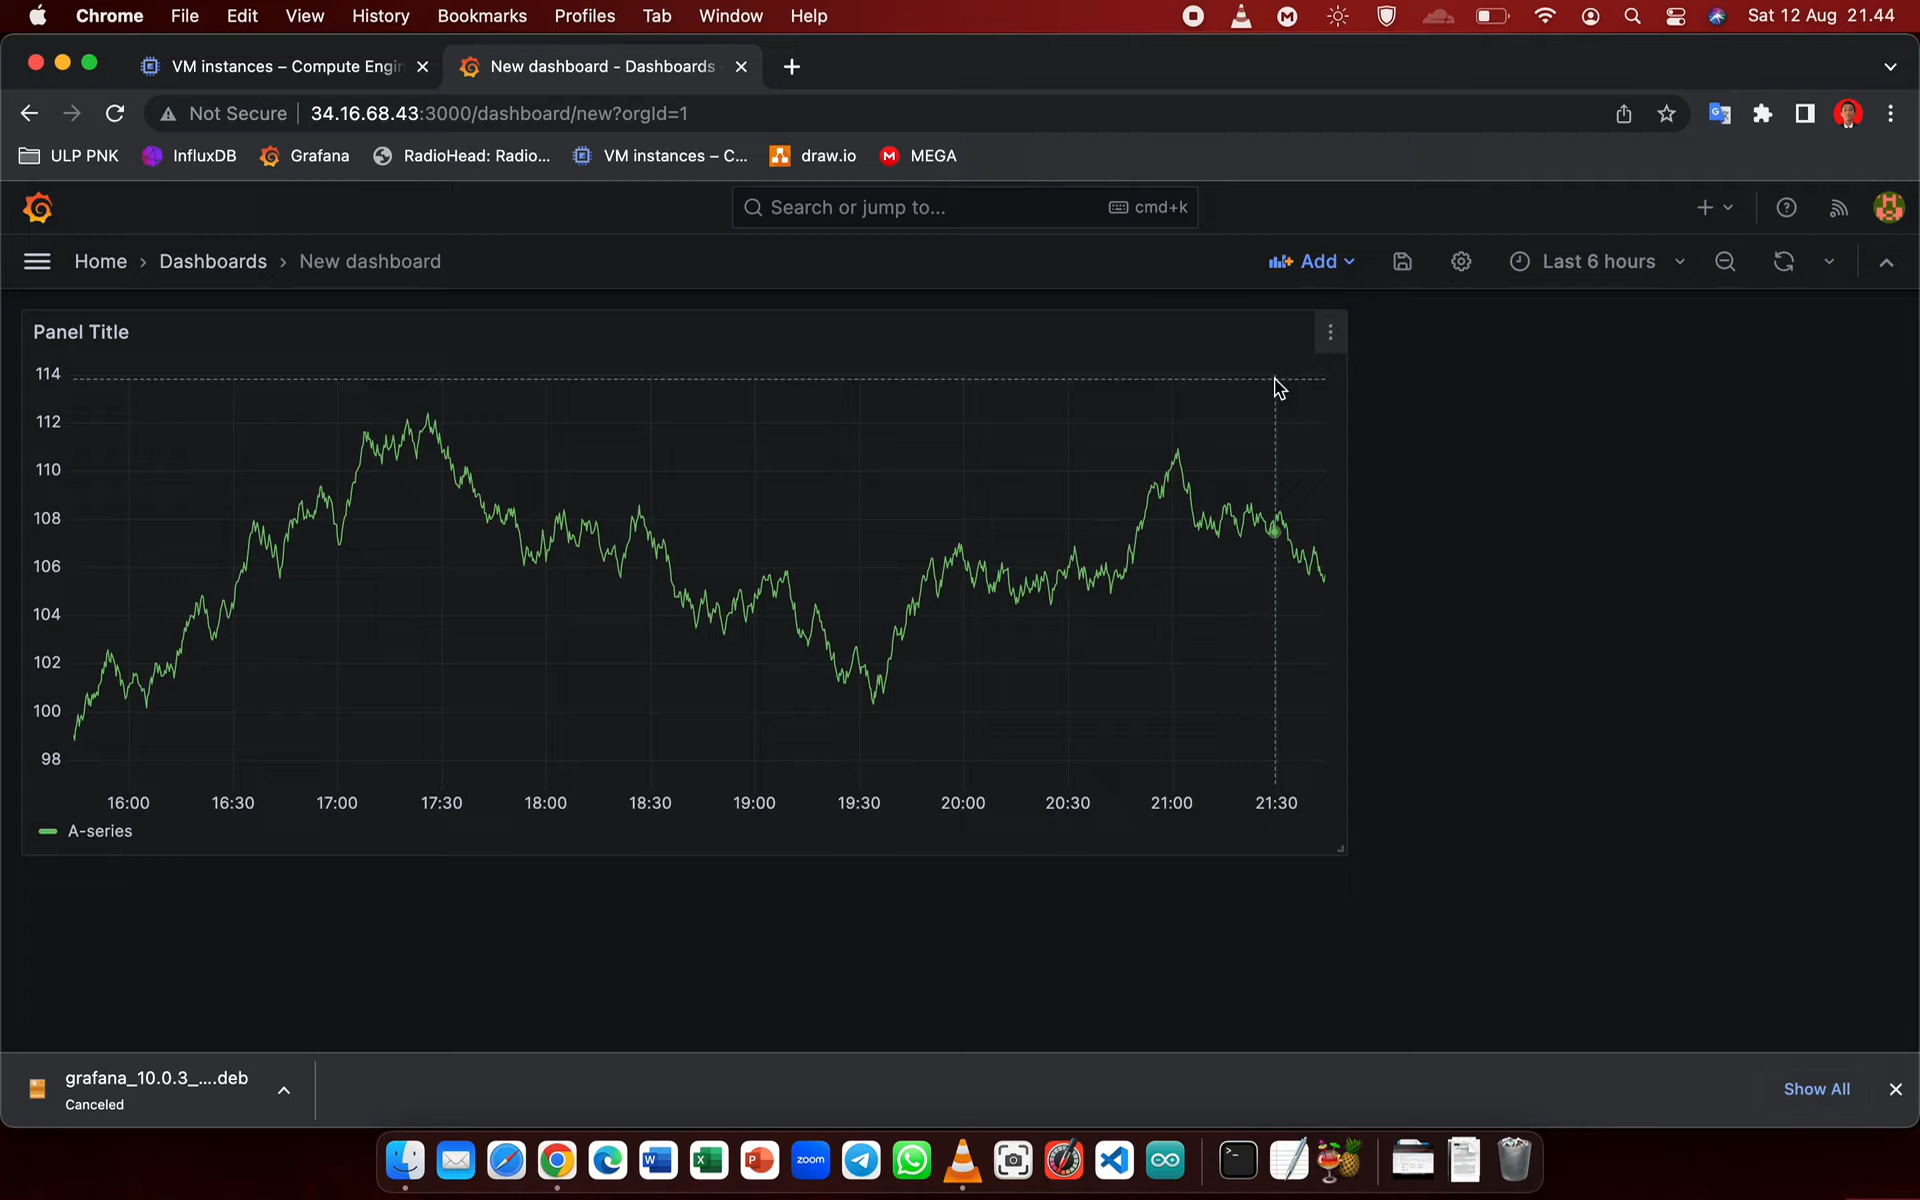 Chrome File Edit View History Bookmarks Profiles Tab Window Help Sat 12 Aug 21.44
VM instances – Compute Engin New dashboard - Dashboards
Not Secure 34.16.68.43:3000/dashboard/new?orgId=1
ULP PNK InfluxDB Grafana RadioHead: Radio... VM instances – C... draw.io MEGA
Search or jump to... cmd+k
Home › Dashboards › New dashboard Add Last 6 hours
Panel Title
114
112
110
108
106
104
102
100
98
16:00 16:30 17:00 17:30 18:00 18:30 19:00 19:30 20:00 20:30 21:00 21:30
A-series
grafana_10.0.3_....deb
Canceled
Show All
zoom